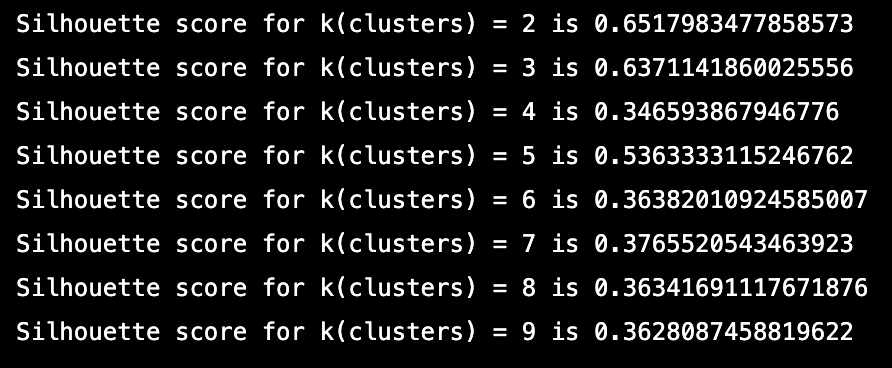 Silhouette score for k(clusters) = 2 is 0.6517983477858573
Silhouette score for k(clusters) = 3 is 0.6371141860025556
Silhouette score for k(clusters) = 4 is 0.346593867946776
Silhouette score for k(clusters) = 5 is 0.5363333115246762
Silhouette score for k(clusters) = 6 is 0.36382010924585007
Silhouette score for k(clusters) = 7 is 0.3765520543463923
Silhouette score for k(clusters) = 8 is 0.36341691117671876
Silhouette score for k(clusters) = 9 is 0.3628087458819622